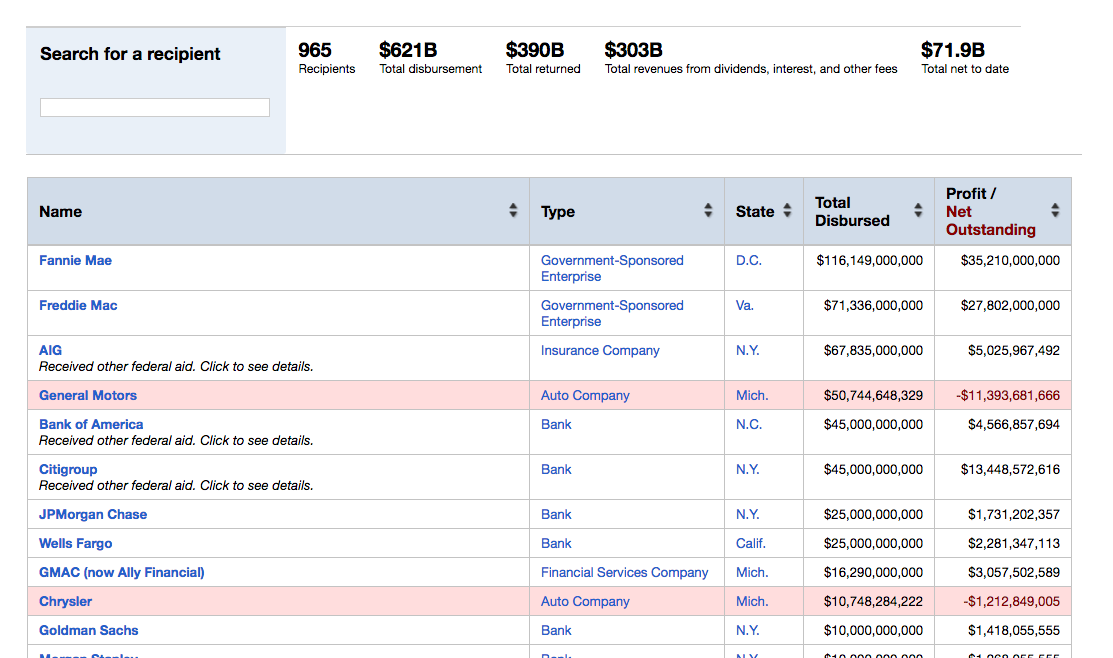 Search for a recipient
965 $621B $390B $303B $71.9B
Recipients Total disbursement Total returned Total revenues from dividends, interest, and other fees Total net to date
Name Type State Total Disbursed Profit / Net Outstanding
Fannie Mae Government-Sponsored Enterprise D.C. $116,149,000,000 $35,210,000,000
Freddie Mac Government-Sponsored Enterprise Va. $71,336,000,000 $27,802,000,000
AIG Insurance Company N.Y. $67,835,000,000 $5,025,967,492
Received other federal aid. Click to see details.
General Motors Auto Company Mich. $50,744,648,329 -$11,393,681,666
Bank of America Bank N.C. $45,000,000,000 $4,566,857,694
Received other federal aid. Click to see details.
Citigroup Bank N.Y. $45,000,000,000 $13,448,572,616
Received other federal aid. Click to see details.
JPMorgan Chase Bank N.Y. $25,000,000,000 $1,731,202,357
Wells Fargo Bank Calif. $25,000,000,000 $2,281,347,113
GMAC (now Ally Financial) Financial Services Company Mich. $16,290,000,000 $3,057,502,589
Chrysler Auto Company Mich. $10,748,284,222 -$1,212,849,005
Goldman Sachs Bank N.Y. $10,000,000,000 $1,418,055,555
Morgan Stanley Bank N.Y. $10,000,000,000